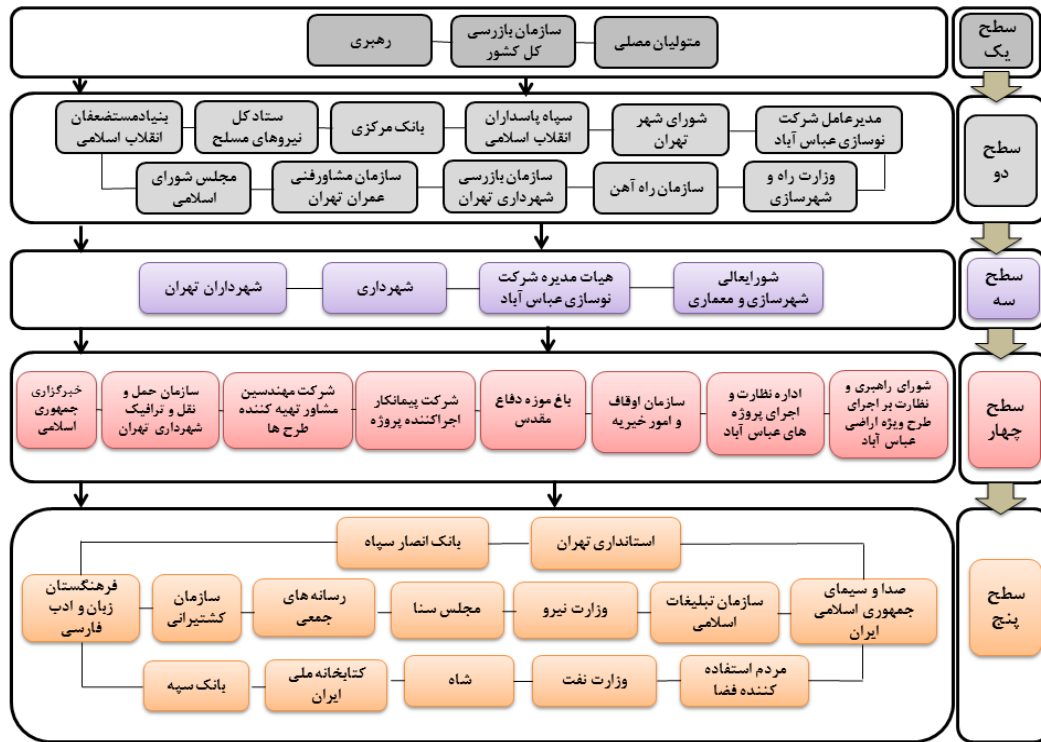 سطح
یک
متولیان مصلی
سازمان بازرسی
کل کشور
رهبری
سطح
دو
مدیرعامل شرکت
نوسازی عباس آباد
شورای شهر
تهران
سپاه پاسداران
انقلاب اسلامی
بانک مرکزی
ستاد کل
نیروهای مسلح
بنیادمستضعفان
انقلاب اسلامی
وزارت راه و
شهرسازی
سازمان راه آهن
سازمان بازرسی
شهرداری تهران
سازمان مشاورفنی
عمران تهران
مجلس شورای
اسلامی
سطح
سه
شورایعالی
شهرسازی و معماری
هیات مدیره شرکت
نوسازی عباس آباد
شهرداری
شهرداران تهران
سطح
چهار
شورای راهبری و
نظارت بر اجرای
طرح ویژه اراضی
عباس آباد
اداره نظارت و
اجرای پروژه
های عباس آباد
سازمان اوقاف
و امور خیریه
باغ موزه دفاع
مقدس
شرکت پیمانکار
اجراکننده پروژه
شرکت مهندسین
مشاور تهیه کننده
طرح ها
سازمان حمل و
نقل و ترافیک
شهرداری تهران
خبرگزاری
جمهوری
اسلامی
سطح
پنج
استانداری تهران
بانک انصار سپاه
صدا و سیمای
جمهوری اسلامی
ایران
سازمان تبلیغات
اسلامی
وزارت نیرو
مجلس سنا
رسانه های
جمعی
سازمان
کشتیرانی
فرهنگستان
زبان و ادب
فارسی
مردم استفاده
کننده فضا
وزارت نفت
شاه
کتابخانه ملی
ایران
بانک سپه